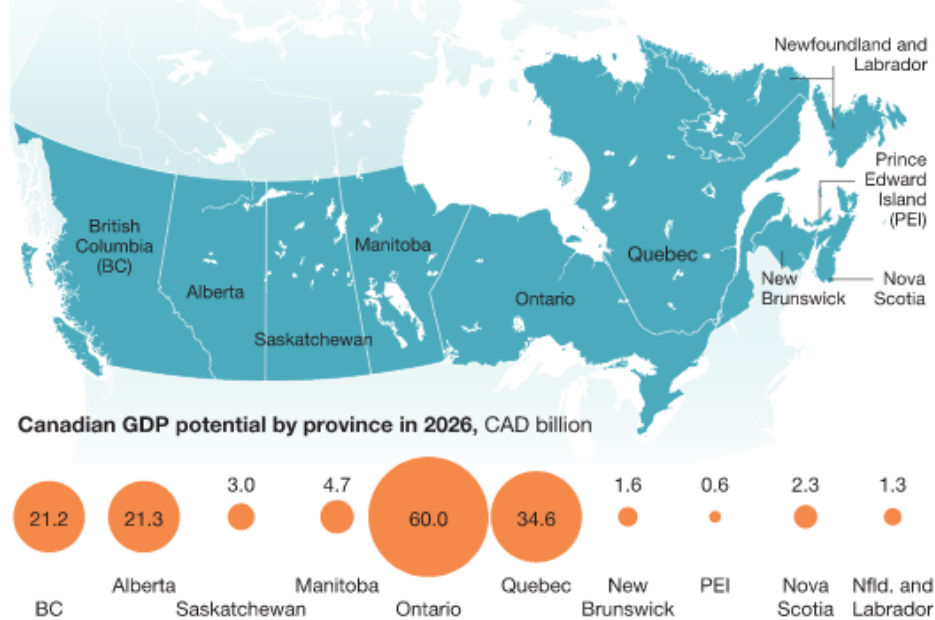 Newfoundland and
Labrador
Prince
Edward
Island
(PEI)
British
Columbia
(BC)
Manitoba
Quebec
Alberta
Ontario
New
Brunswick
Nova
Scotia
Saskatchewan
Canadian GDP potential by province in 2026, CAD billion
21.2
21.3
3.0
4.7
60.0
34.6
1.6
0.6
2.3
1.3
BC
Alberta
Saskatchewan
Manitoba
Ontario
Quebec
New
Brunswick
PEI
Nova
Scotia
Nfld. and
Labrador